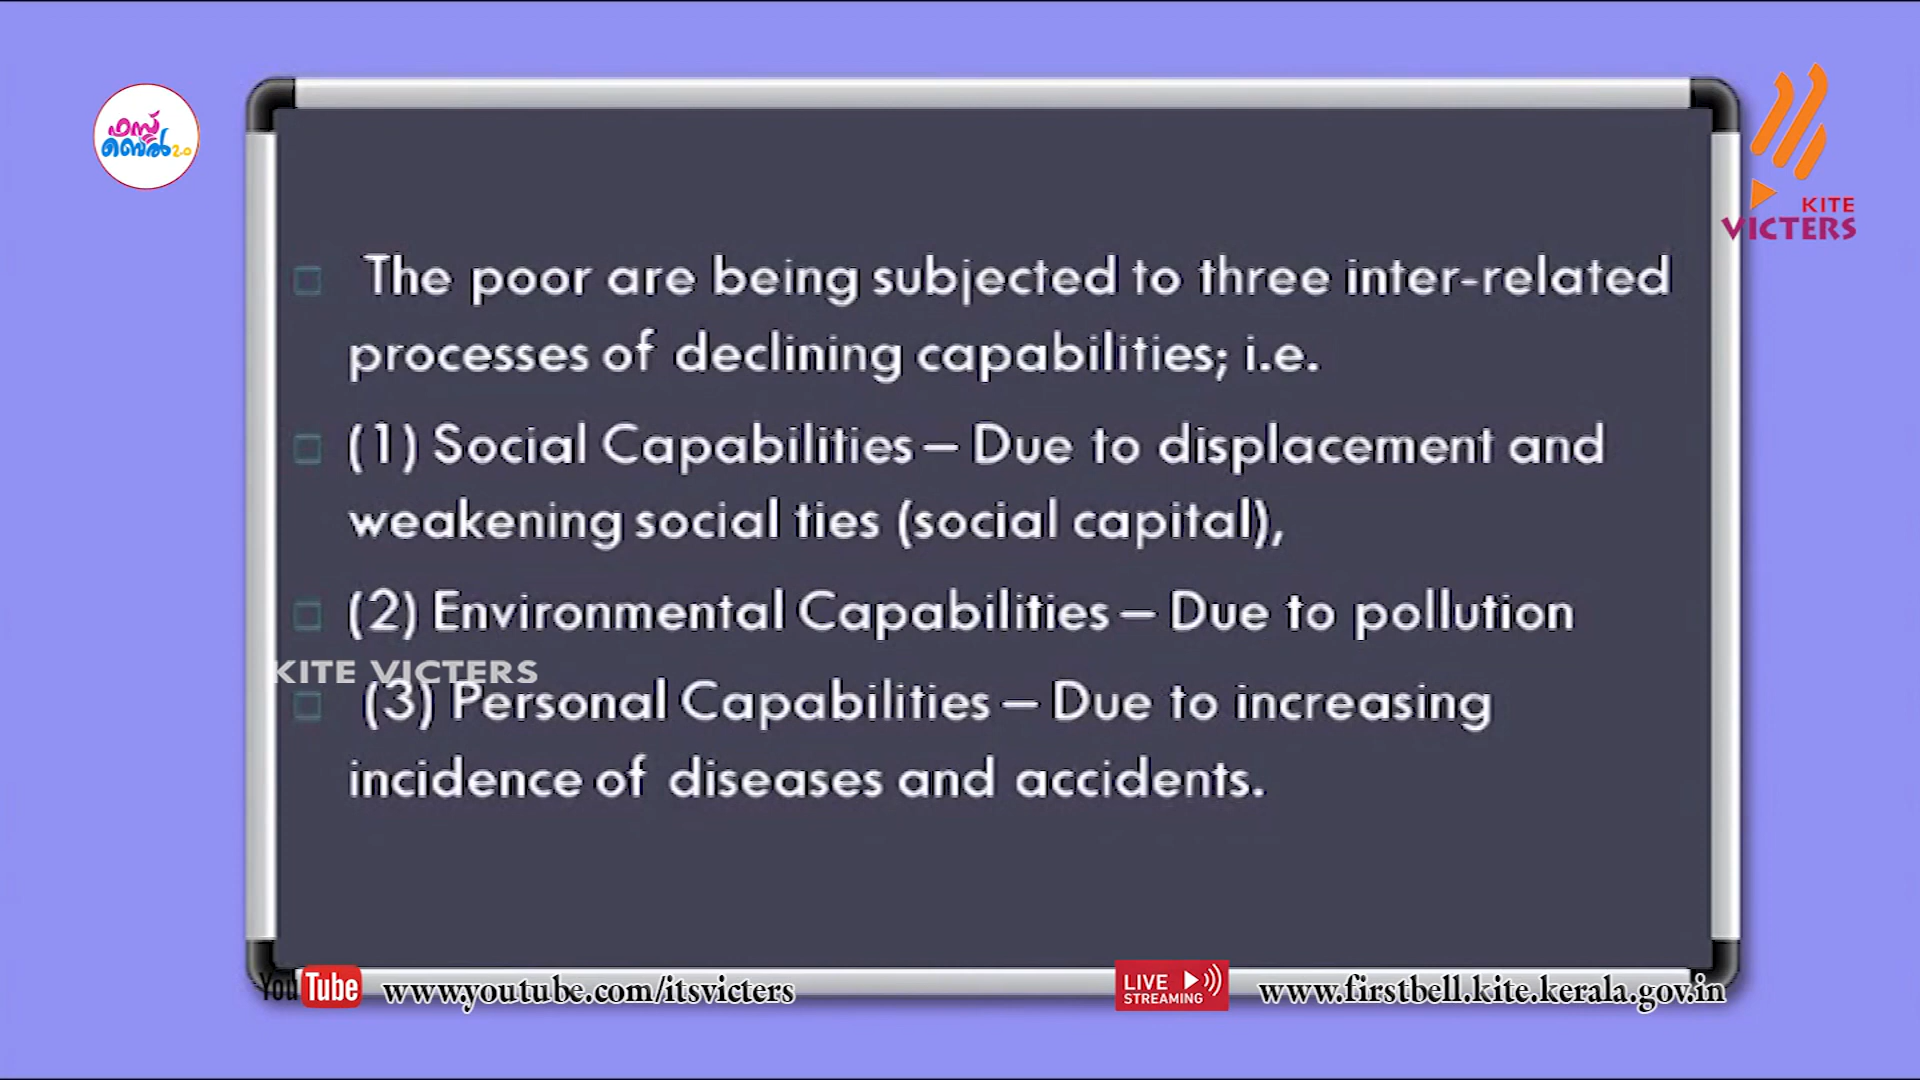 ഫസ്റ്റ്
ബെൽ 2.0
KITE
VICTERS
The poor are being subjected to three inter-related
processes of declining capabilities; i.e.
(1) Social Capabilities – Due to displacement and
weakening social ties (social capital),
(2) Environmental Capabilities – Due to pollution
KITE VICTERS
(3) Personal Capabilities – Due to increasing
incidence of diseases and accidents.
YouTube www.youtube.com/itsvicters
LIVE
STREAMING
www.firstbell.kite.kerala.gov.in